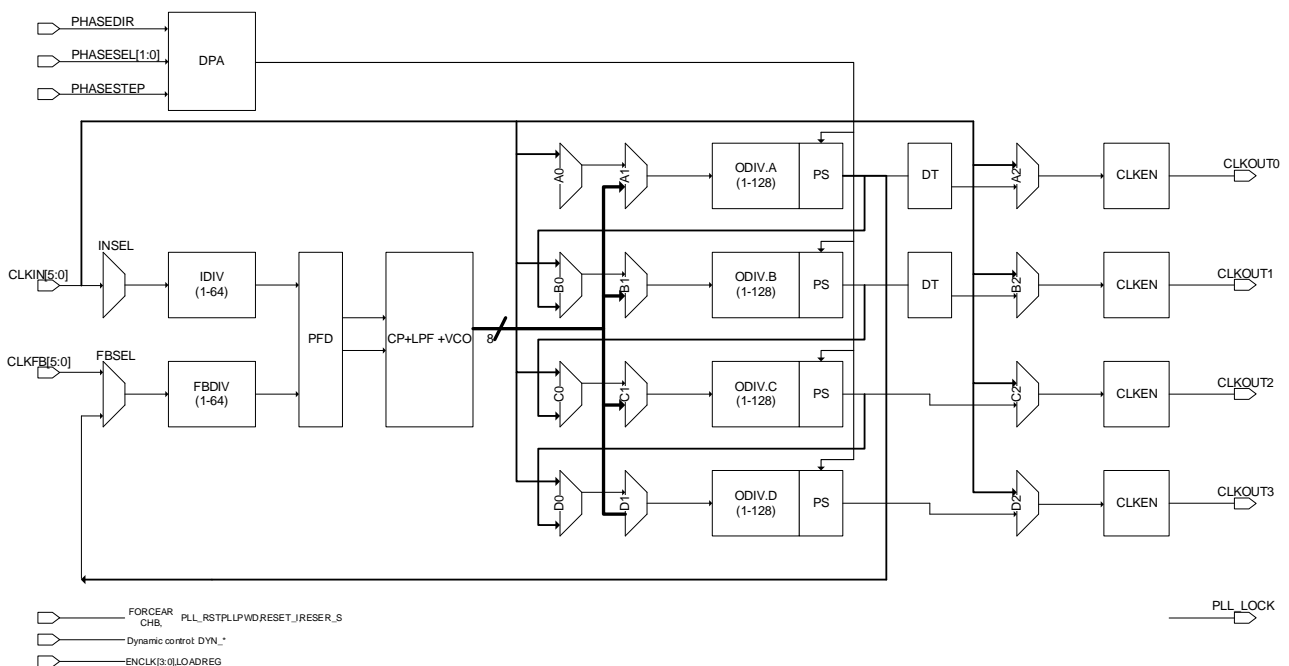 PHASEDIR
PHASESEL[1:0]
PHASESTEP
DPA
A0
A1
ODIV.A
(1-128)
PS
DT
A2
CLKEN
CLKOUT0
CLKIN[5:0]
INSEL
IDIV
(1-64)
B0
B1
ODIV.B
(1-128)
PS
DT
B2
CLKEN
CLKOUT1
PFD
CP+LPF +VCO
8
CLKFB[5:0]
FBSEL
FBDIV
(1-64)
C0
C1
ODIV.C
(1-128)
PS
C2
CLKEN
CLKOUT2
D0
D1
ODIV.D
(1-128)
PS
D2
CLKEN
CLKOUT3
FORCEAR
CHB,
PLL_RSTPLLPWD,RESET_I,RESER_S
Dynamic control: DYN_*
ENCLK[3:0],LOADREG
PLL_LOCK